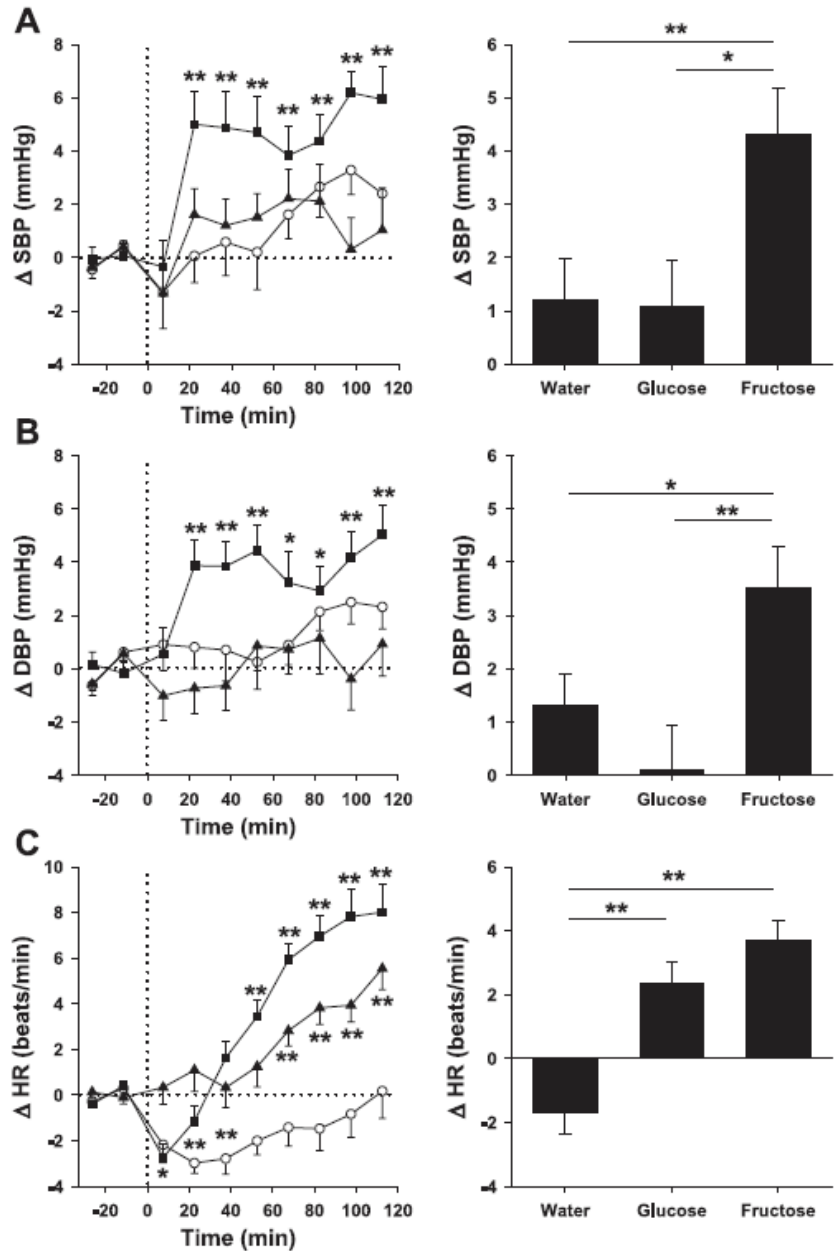 A
Δ SBP (mmHg)
8
6
4
2
0
-2
-4
** ** ** ** ** ** **
-20 0 20 40 60 80 100 120
Time (min)
Δ SBP (mmHg)
6
5
4
3
2
1
0
**
*
Water Glucose Fructose
B
Δ DBP (mmHg)
8
6
4
2
0
-2
-4
** ** ** * * ** **
-20 0 20 40 60 80 100 120
Time (min)
Δ DBP (mmHg)
6
5
4
3
2
1
0
*
**
Water Glucose Fructose
C
Δ HR (beats/min)
10
8
6
4
2
0
-2
-4
** ** ** ** **
** ** ** **
* ** **
-20 0 20 40 60 80 100 120
Time (min)
Δ HR (beats/min)
6
4
2
0
-2
-4
**
**
Water Glucose Fructose